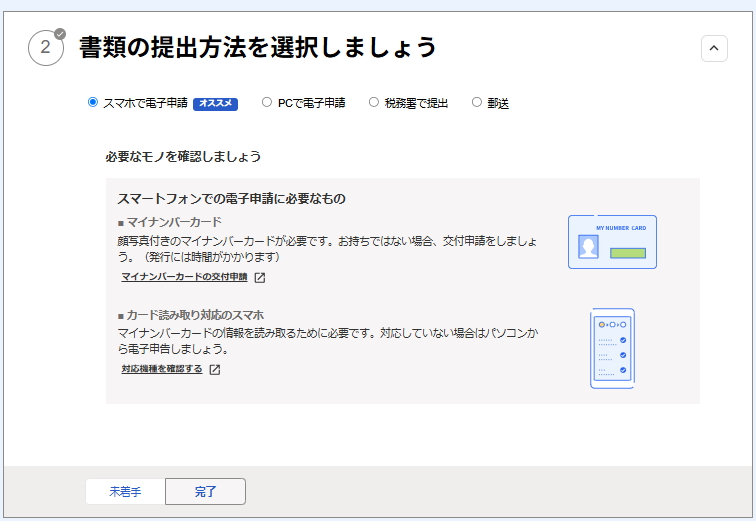 2 書類の提出方法を選択しましょう
スマホで電子申請 オススメ PCで電子申請 税務署で提出 郵送
必要なモノを確認しましょう
スマートフォンでの電子申請に必要なもの
■ マイナンバーカード
顔写真付きのマイナンバーカードが必要です。お持ちではない場合、交付申請をしましょ
う。（発行には時間がかかります）
マイナンバーカードの交付申請
MY NUMBER CARD
■ カード読み取り対応のスマホ
マイナンバーカードの情報を読み取るために必要です。対応していない場合はパソコンか
ら電子申告しましょう。
対応機種を確認する
未着手 完了